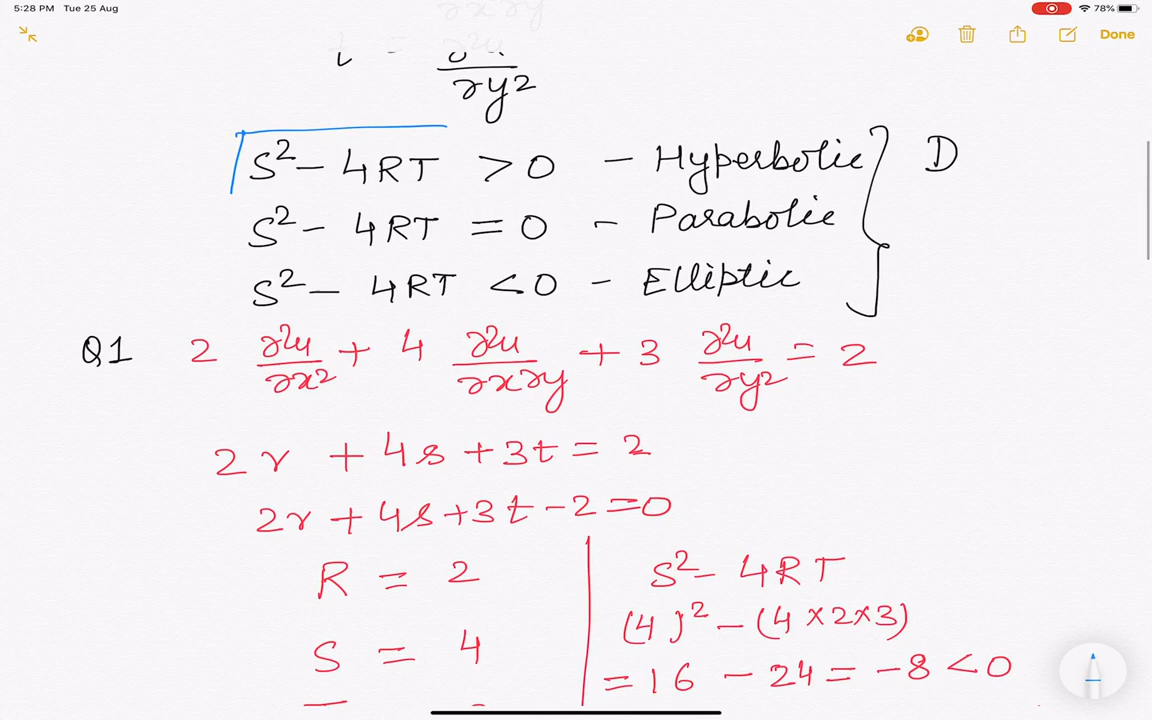 5:28 PM Tue 25 Aug 78%
Done
∂y²
S² - 4RT > 0 - Hyperbolic } D
S² - 4RT = 0 - Parabolic
S² - 4RT < 0 - Elliptic
Q1 2 ∂²u/∂x² + 4 ∂²u/∂x∂y + 3 ∂²u/∂y² = 2
2r + 4s + 3t = 2
2r + 4s + 3t - 2 = 0
R = 2
S = 4
S² - 4RT
(4)² - (4×2×3)
= 16 - 24 = -8 < 0